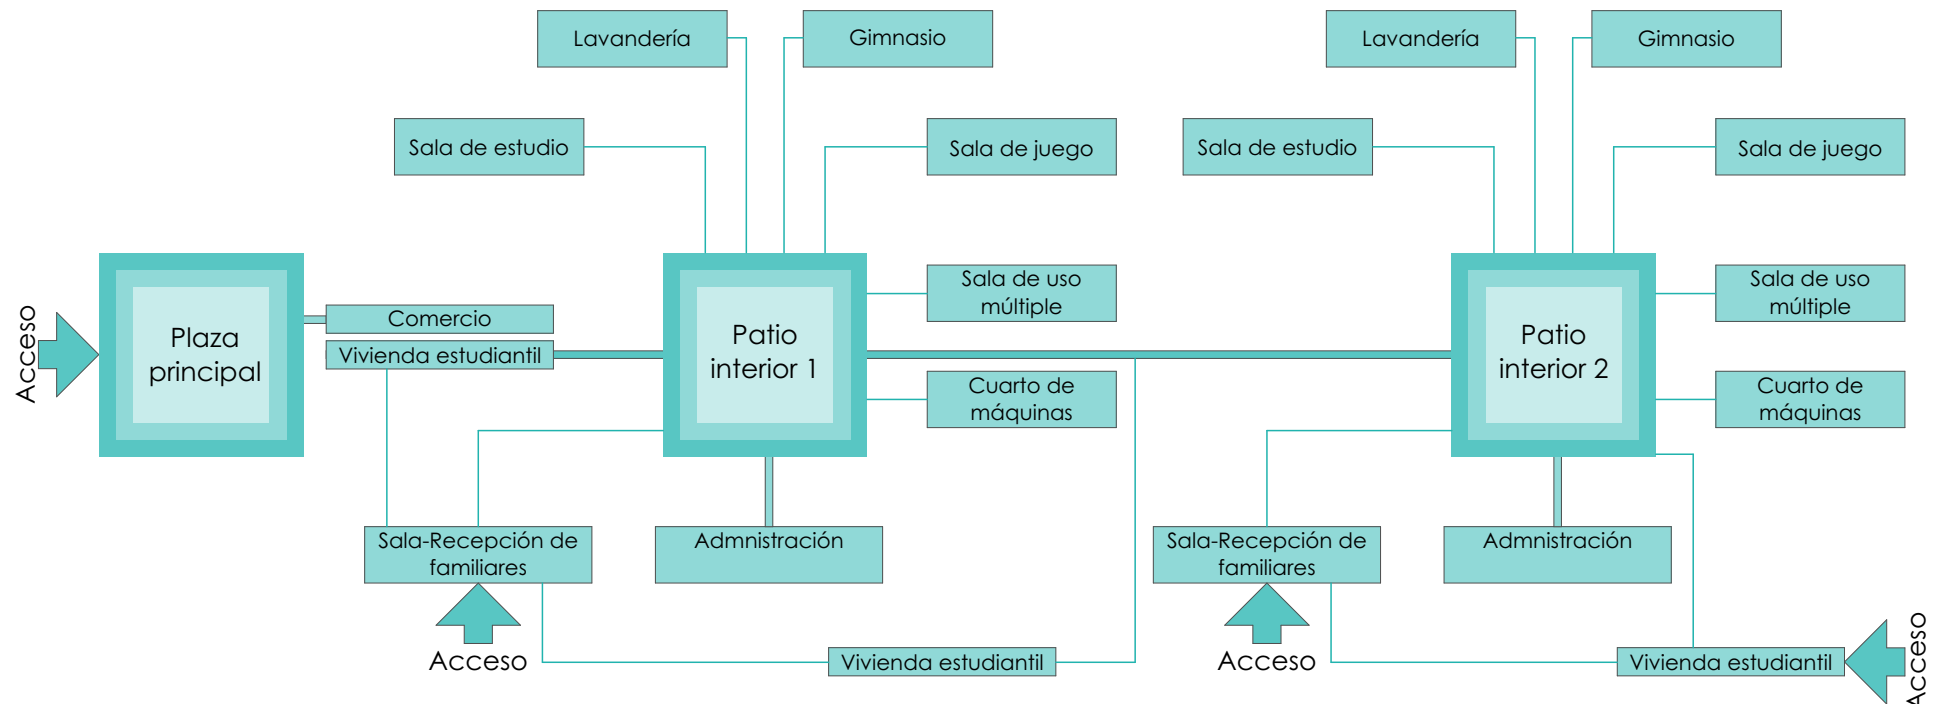 Lavandería
Gimnasio
Lavandería
Gimnasio
Sala de estudio
Sala de juego
Sala de estudio
Sala de juego
Acceso
Plaza
principal
Comercio
Vivienda estudiantil
Patio
interior 1
Sala de uso
múltiple
Cuarto de
máquinas
Patio
interior 2
Sala de uso
múltiple
Cuarto de
máquinas
Sala-Recepción de
familiares
Admnistración
Sala-Recepción de
familiares
Admnistración
Acceso
Vivienda estudiantil
Acceso
Vivienda estudiantil
Acceso